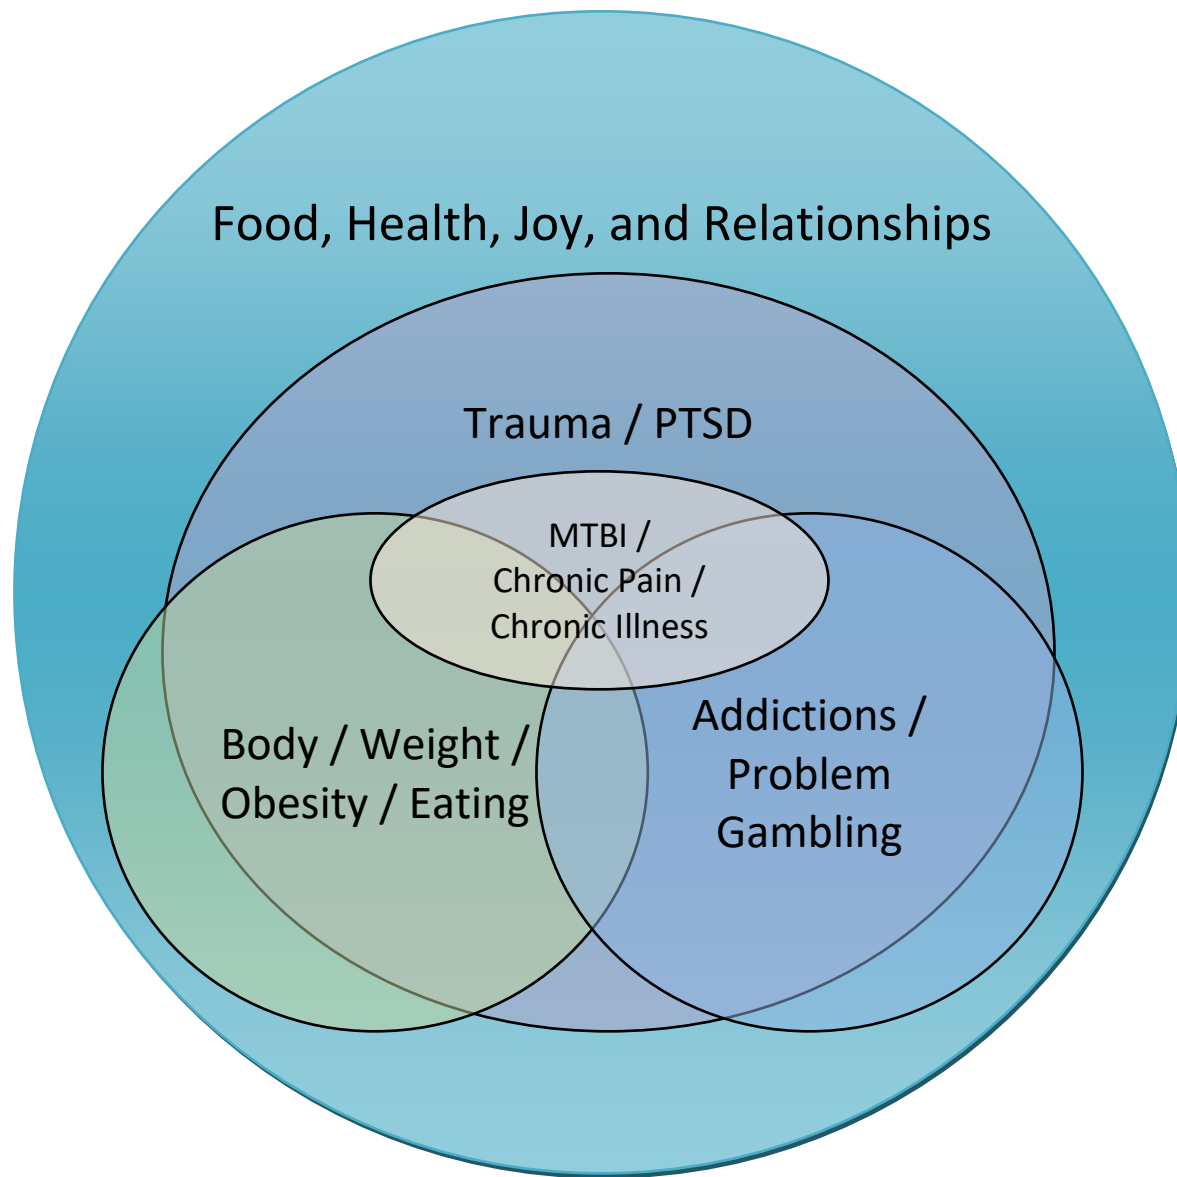 Food, Health, Joy, and Relationships
Trauma / PTSD
MTBI /
Chronic Pain /
Chronic Illness
Body / Weight /
Obesity / Eating
Addictions /
Problem
Gambling